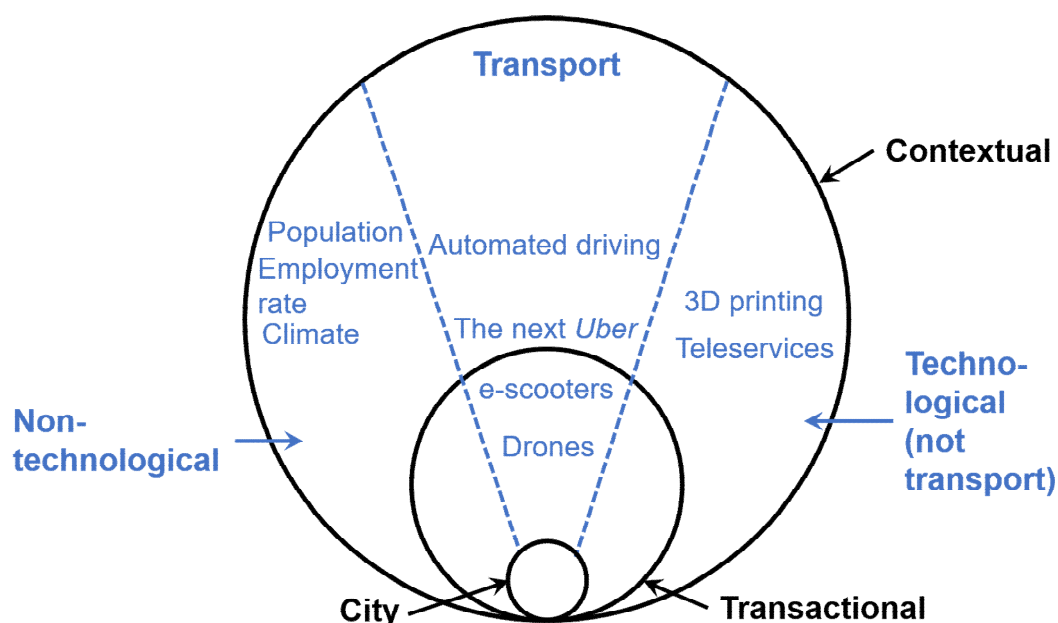 Transport
Contextual
Population
Employment
rate
Climate
Automated driving
The next Uber
3D printing
Teleservices
e-scooters
Drones
Non-
technological
Techno-
logical
(not
transport)
City
Transactional